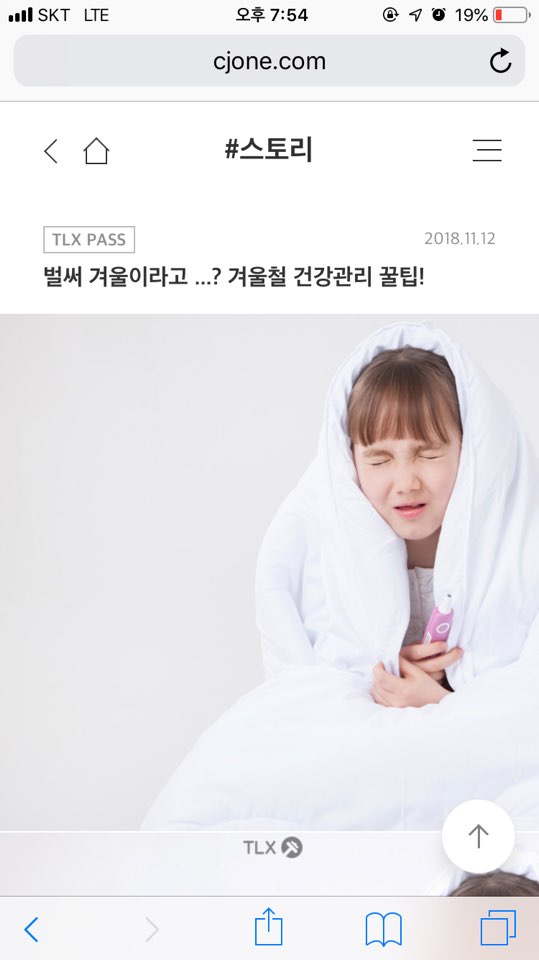 SKT LTE 오후 7:54 19%
cjone.com
#스토리
TLX PASS 2018.11.12
벌써 겨울이라고 ...? 겨울철 건강관리 꿀팁!
TLX